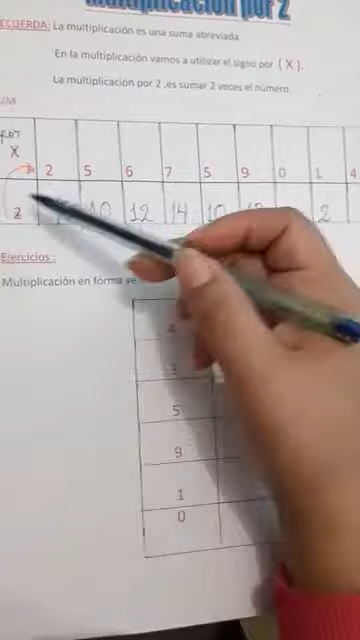 Multiplicación por 2
RECUERDA: La multiplicación es una suma abreviada
En la multiplicación vamos a utilizar el signo por ( X ).
La multiplicación por 2 ,es sumar 2 veces el número.
por
X 2 5 6 7 5 9 0 1 4
2 10 12 14 10 2
Ejercicios :
Multiplicación en forma ve
5
9
1
0